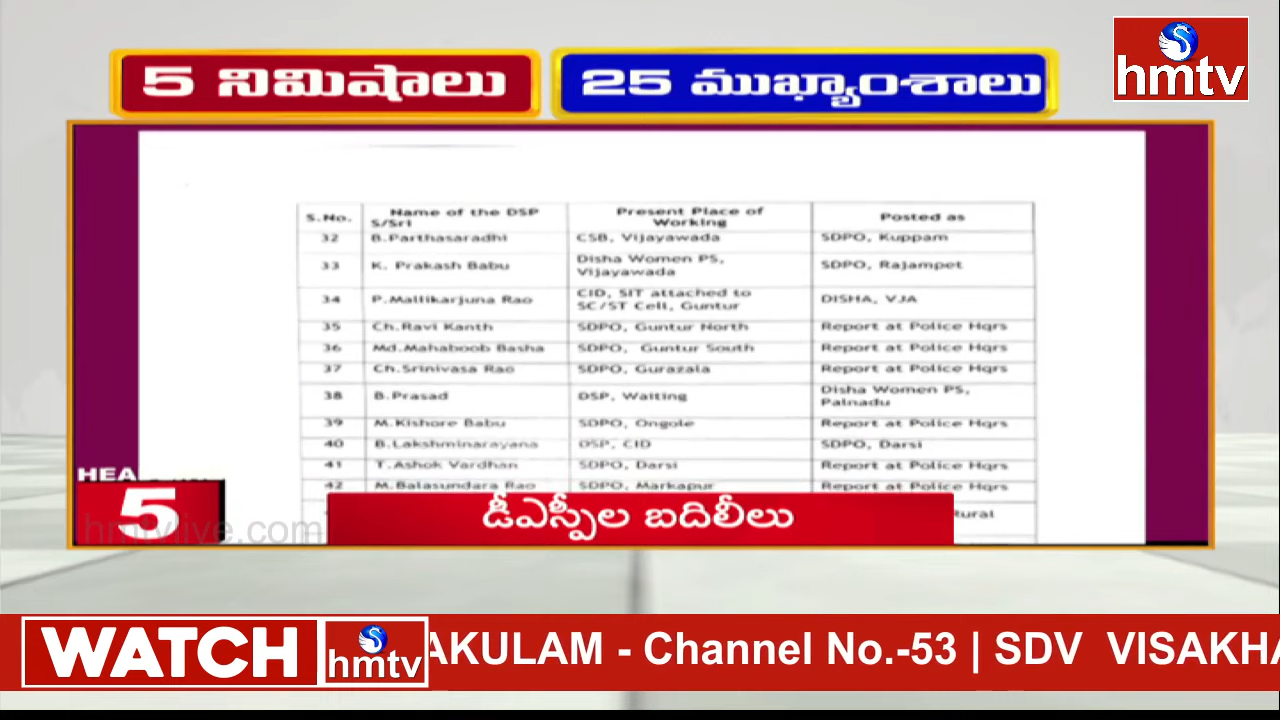 5 నిమిషాలు
25 ముఖ్యాంశాలు
hmtv
S.No. Name of the DSP S/Sri Present Place of Working Posted as
32 B.Parthasaradhi CSB, Vijayawada SDPO, Kuppam
33 K. Prakash Babu Disha Women PS, Vijayawada SDPO, Rajampet
34 P.Mallikarjuna Rao CID, SIT attached to SC/ST Cell, Guntur DISHA, VJA
35 Ch.Ravi Kanth SDPO, Guntur North Report at Police Hqrs
36 Md.Mahaboob Basha SDPO, Guntur South Report at Police Hqrs
37 Ch.Srinivasa Rao SDPO, Gurazala Report at Police Hqrs
38 B.Prasad DSP, Waiting Disha Women PS, Palnadu
39 M.Kishore Babu SDPO, Ongole Report at Police Hqrs
40 B.Lakshminarayana DSP, CID SDPO, Darsi
41 T.Ashok Vardhan SDPO, Darsi Report at Police Hqrs
42 M.Balasundara Rao SDPO, Markapur Report at Police Hqrs
Rural
HEA
5
hmtvlive.com
డీఎస్పీల బదిలీలు
WATCH hmtv AKULAM - Channel No.-53 | SDV VISAKHA